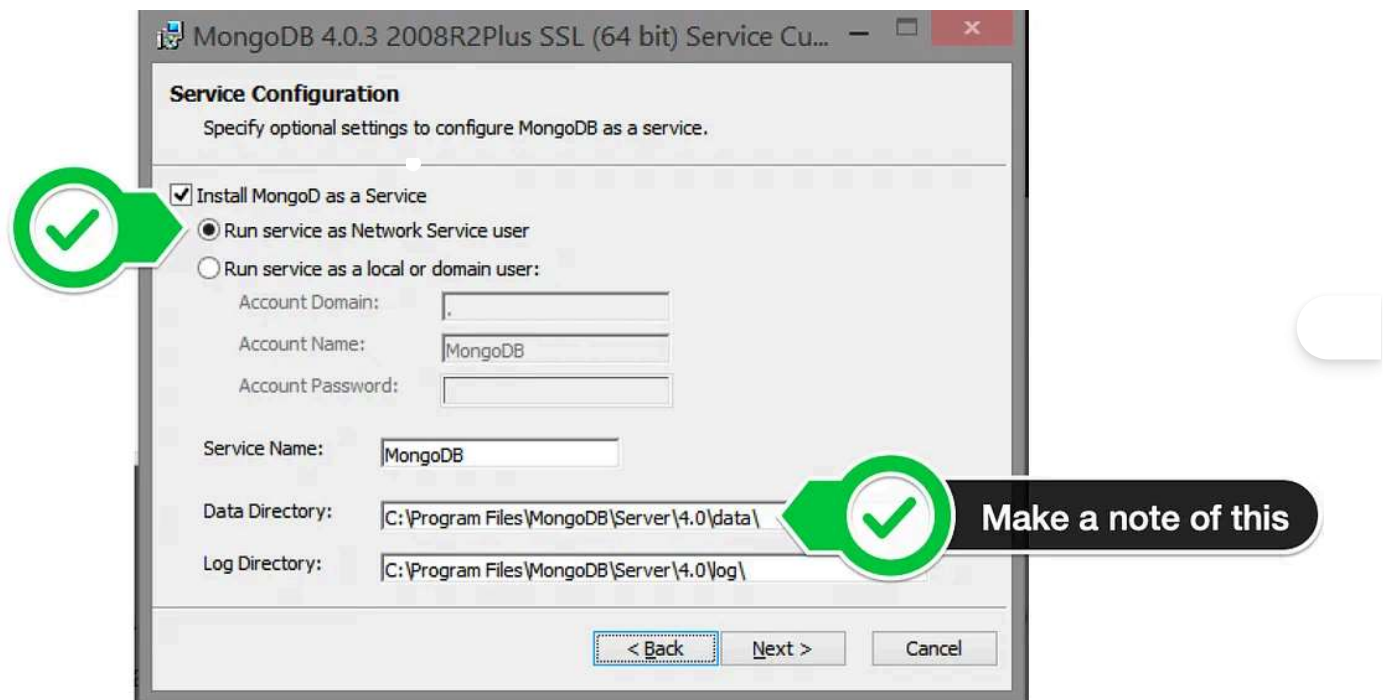 MongoDB 4.0.3 2008R2Plus SSL (64 bit) Service Cu...
Service Configuration
Specify optional settings to configure MongoDB as a service.
Install MongoD as a Service
Run service as Network Service user
Run service as a local or domain user:
Account Domain:
.
Account Name:
MongoDB
Account Password:
Service Name:
MongoDB
Data Directory:
C:\Program Files\MongoDB\Server\4.0\data\
Make a note of this
Log Directory:
C:\Program Files\MongoDB\Server\4.0\log\
< Back
Next >
Cancel